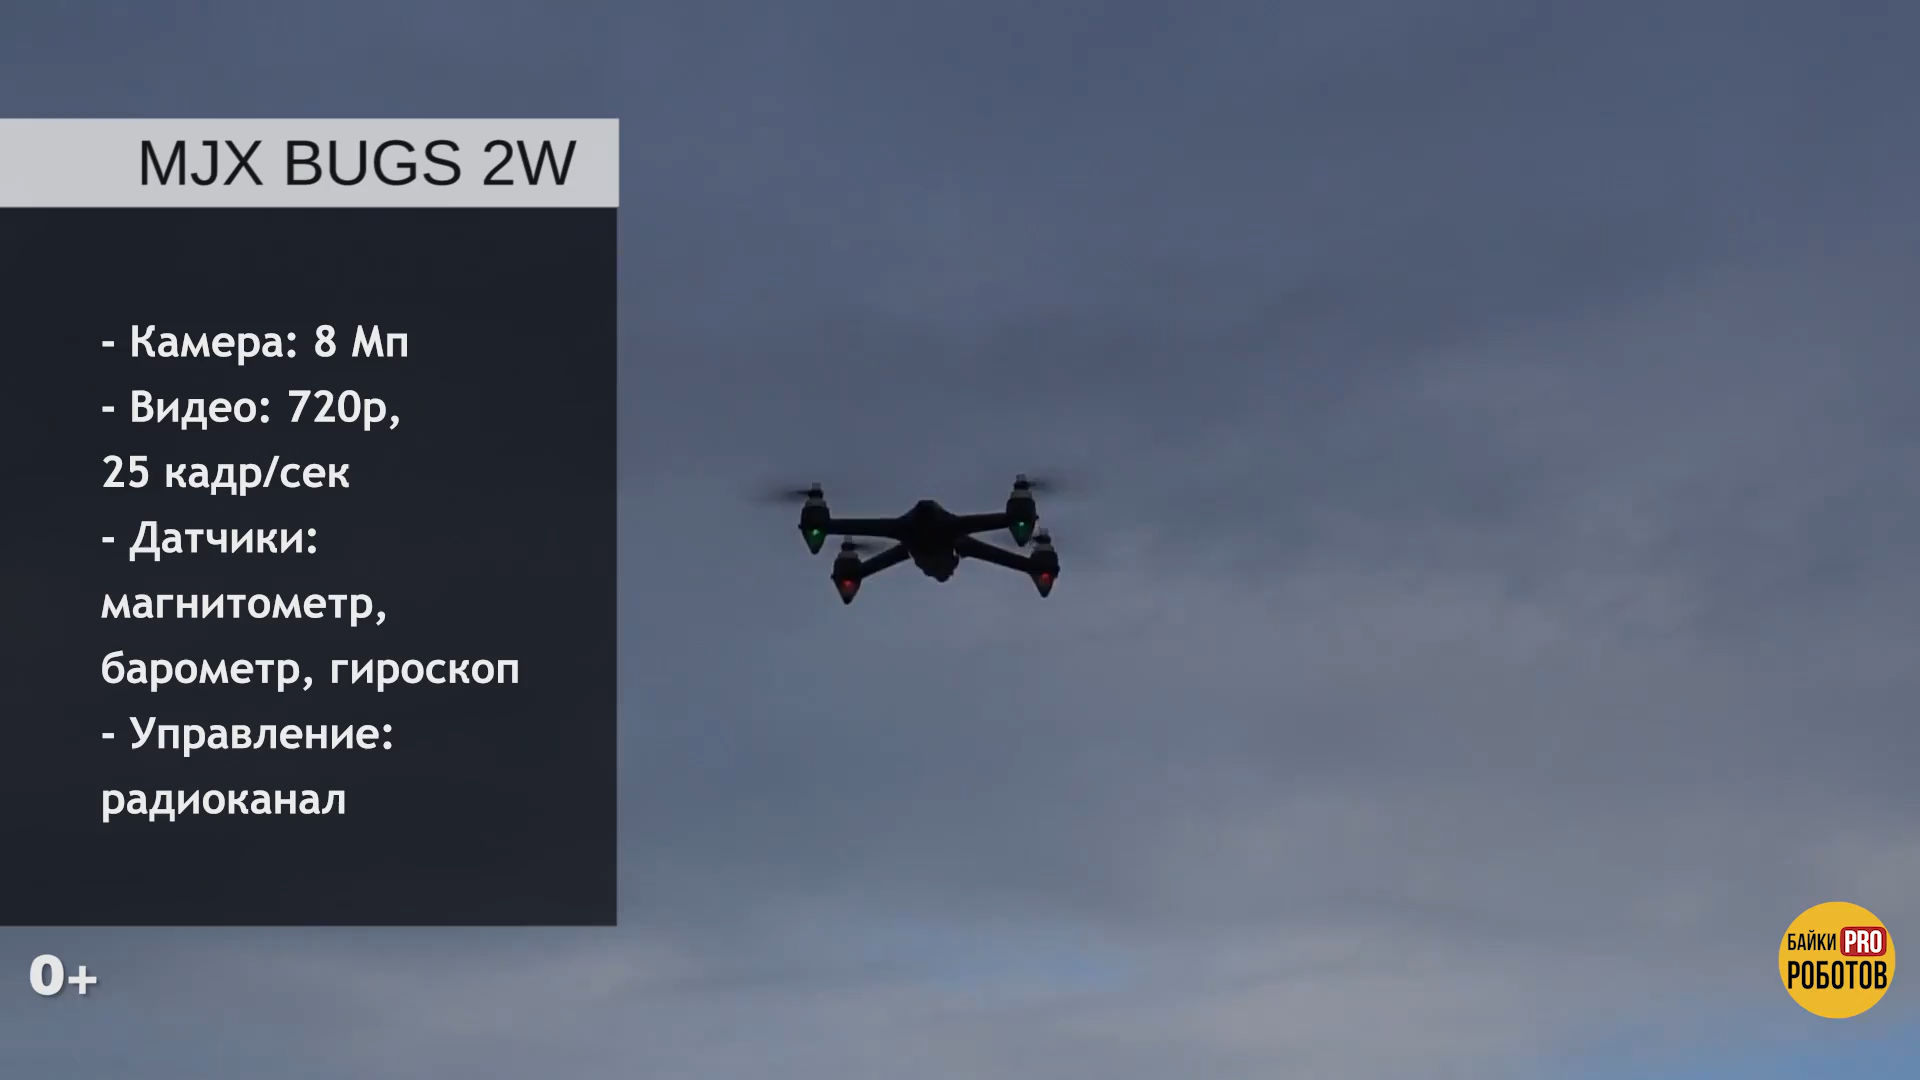 MJX BUGS 2W
- Камера: 8 Мп
- Видео: 720р,
25 кадр/сек
- Датчики:
магнитометр,
барометр, гироскоп
- Управление:
радиоканал
0+
БАЙКИ PRO
РОБОТОВ